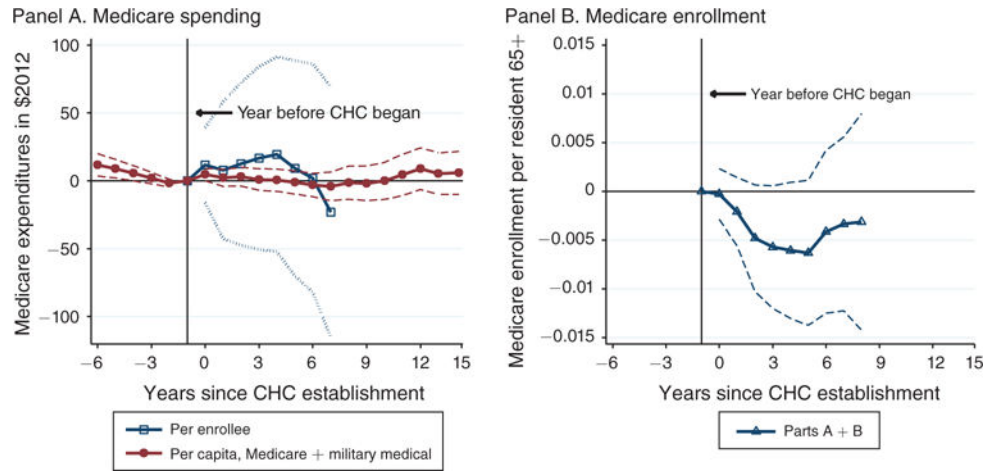 Panel A. Medicare spending
Medicare expenditures in $2012
100
50
0
−50
−100
Year before CHC began
−6
−3
0
3
6
9
12
15
Years since CHC establishment
Per enrollee
Per capita, Medicare + military medical
Panel B. Medicare enrollment
Medicare enrollment per resident 65+
0.015
0.01
0.005
0
−0.005
−0.01
−0.015
Year before CHC began
0
3
6
9
12
15
Years since CHC establishment
Parts A + B